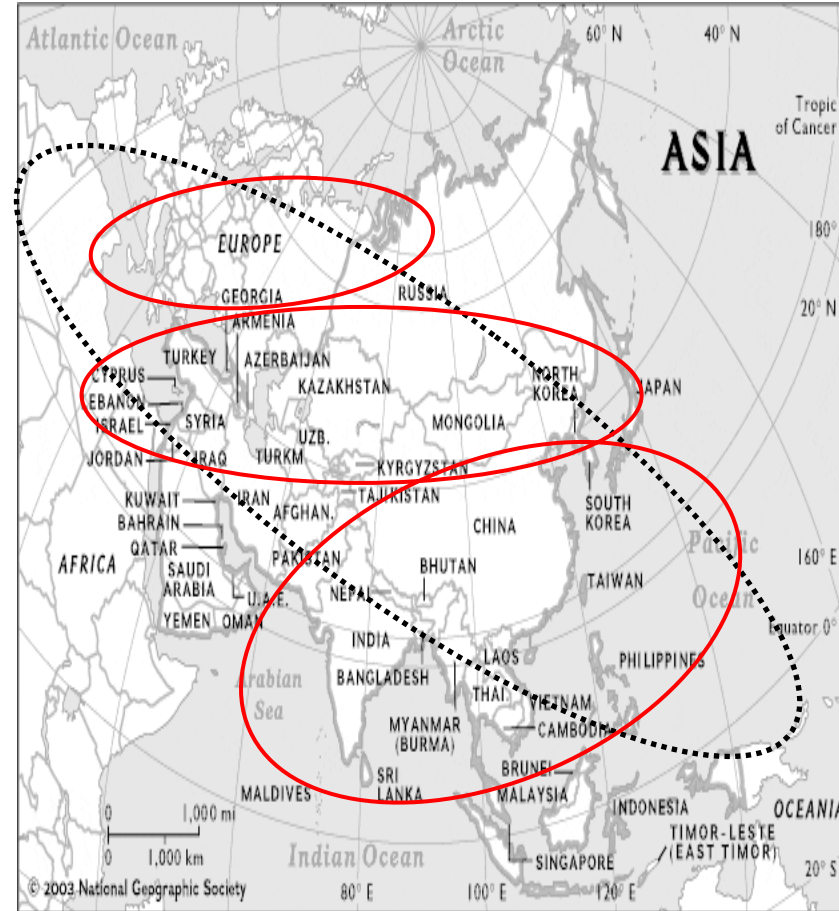 Atlantic Ocean
Arctic
Ocean
60° N
40° N
Tropic
of Cancer
ASIA
180°
20° N
EUROPE
RUSSIA
GEORGIA
ARMENIA
TURKEY
AZERBAIJAN
CYPRUS
KAZAKHSTAN
NORTH
KOREA
JAPAN
EBANON
ISRAEL
SYRIA
MONGOLIA
UZB.
JORDAN
IRAQ
TURKM
KYRGYZSTAN
KUWAIT
IRAN
TAJIKISTAN
AFGHAN.
SOUTH
KOREA
BAHRAIN
CHINA
QATAR
PAKISTAN
BHUTAN
Pacific
Ocean
160° E
AFRICA
SAUDI
ARABIA
U.A.E.
NEPAL
TAIWAN
YEMEN
OMAN
INDIA
Equator 0°
LAOS
PHILIPPINES
Arabian
Sea
BANGLADESH
THAI.
VIETNAM
MYANMAR
(BURMA)
CAMBODIA
BRUNEI
SRI
LANKA
MALDIVES
MALAYSIA
INDONESIA
OCEANIA
0
1,000 mi
TIMOR-LESTE
(EAST TIMOR)
0
1,000 km
Indian Ocean
SINGAPORE
20° S
© 2003 National Geographic Society
80° E
100° E
120° E